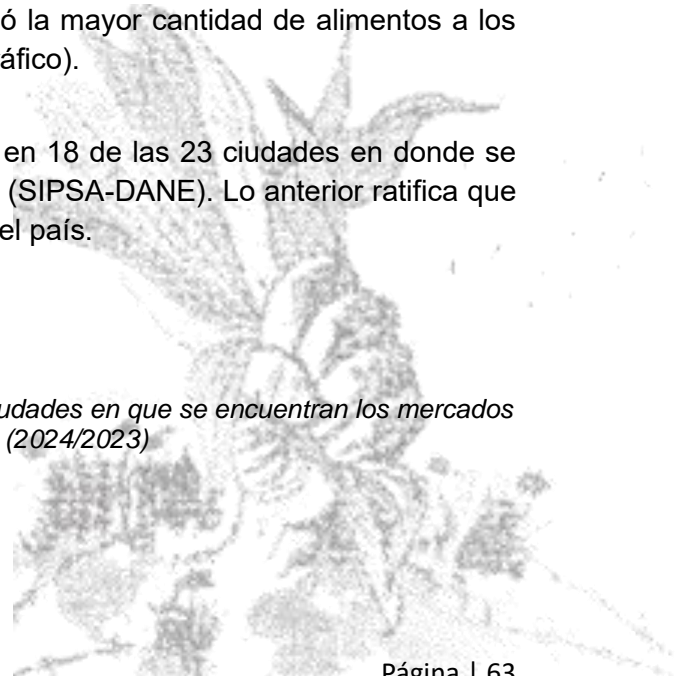 ó la mayor cantidad de alimentos a los
áfico).
en 18 de las 23 ciudades en donde se
(SIPSA-DANE). Lo anterior ratifica que
el país.
udades en que se encuentran los mercados
(2024/2023)
Página | 63